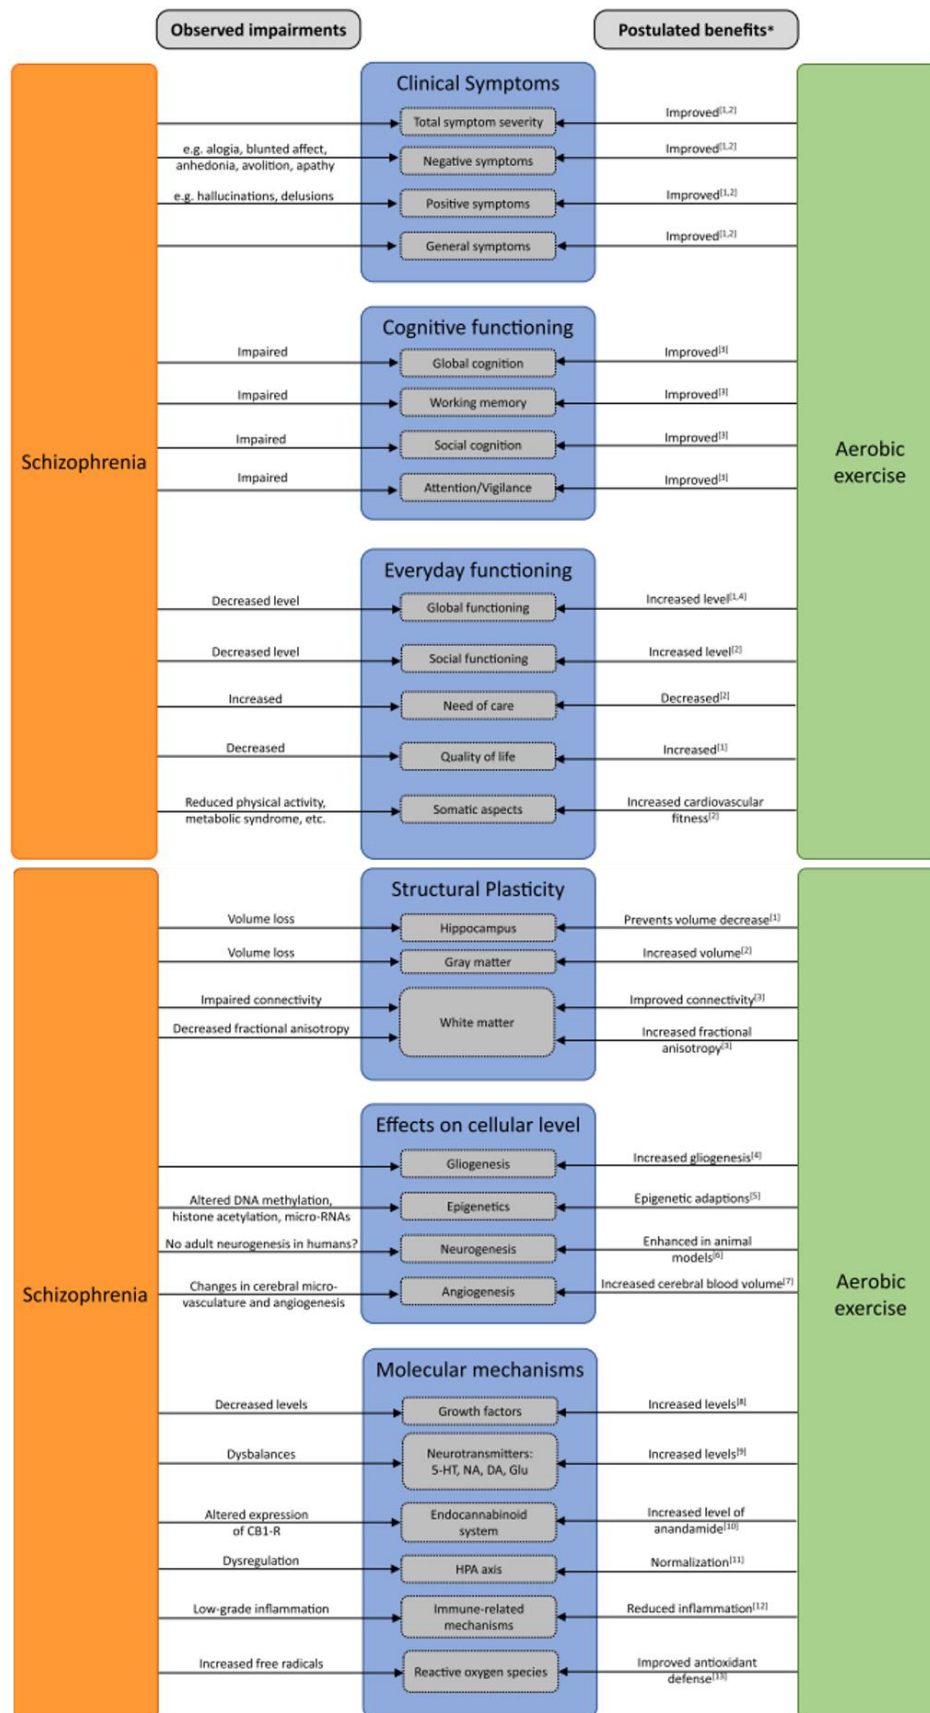 Observed impairments
Postulated benefits*
Schizophrenia
Aerobic
exercise
Clinical Symptoms
Total symptom severity
Improved[1,2]
e.g. alogia, blunted affect,
anhedonia, avolition, apathy
Negative symptoms
Improved[1,2]
e.g. hallucinations, delusions
Positive symptoms
Improved[1,2]
General symptoms
Improved[1,2]
Cognitive functioning
Impaired
Global cognition
Improved[3]
Impaired
Working memory
Improved[3]
Impaired
Social cognition
Improved[3]
Impaired
Attention/Vigilance
Improved[3]
Everyday functioning
Decreased level
Global functioning
Increased level[1,4]
Decreased level
Social functioning
Increased level[2]
Increased
Need of care
Decreased[2]
Decreased
Quality of life
Increased[1]
Reduced physical activity,
metabolic syndrome, etc.
Somatic aspects
Increased cardiovascular
fitness[2]
Schizophrenia
Aerobic
exercise
Structural Plasticity
Volume loss
Hippocampus
Prevents volume decrease[1]
Volume loss
Gray matter
Increased volume[2]
Impaired connectivity
Decreased fractional anisotropy
White matter
Improved connectivity[3]
Increased fractional
anisotropy[3]
Effects on cellular level
Gliogenesis
Increased gliogenesis[4]
Altered DNA methylation,
histone acetylation, micro-RNAs
Epigenetics
Epigenetic adaptions[5]
No adult neurogenesis in humans?
Neurogenesis
Enhanced in animal
models[6]
Changes in cerebral micro-
vasculature and angiogenesis
Angiogenesis
Increased cerebral blood volume[7]
Molecular mechanisms
Decreased levels
Growth factors
Increased levels[8]
Dysbalances
Neurotransmitters:
5-HT, NA, DA, Glu
Increased levels[9]
Altered expression
of CB1-R
Endocannabinoid
system
Increased level of
anandamide[10]
Dysregulation
HPA axis
Normalization[11]
Low-grade inflammation
Immune-related
mechanisms
Reduced inflammation[12]
Increased free radicals
Reactive oxygen species
Improved antioxidant
defense[13]